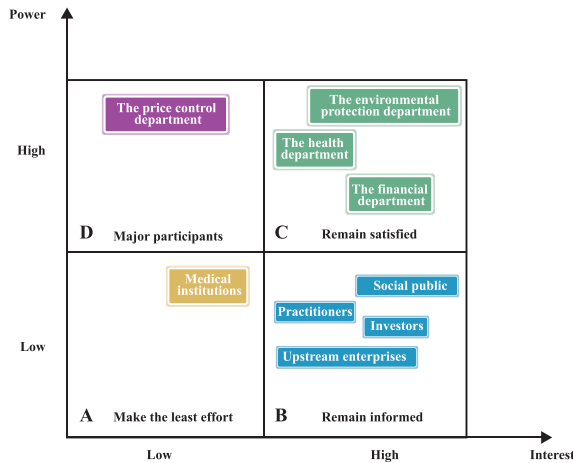 Power
The price control
department
The environmental
protection department
High
The health
department
The financial
department
D Major participants
C Remain satisfied
Medical
institutions
Social public
Practitioners
Investors
Low
Upstream enterprises
A Make the least effort
B Remain informed
Low
High
Interest